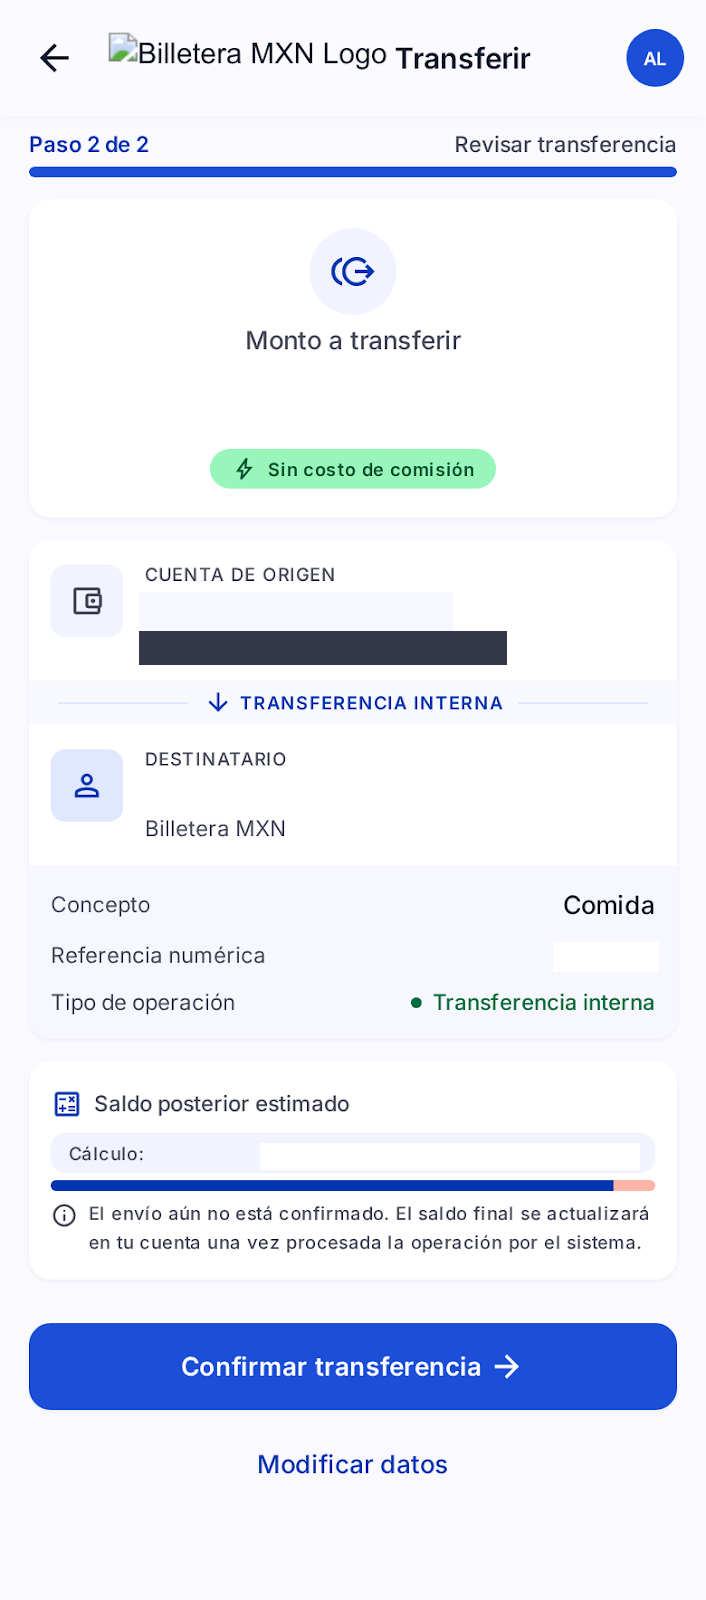 Billetera MXN Logo Transferir
AL
Paso 2 de 2
Revisar transferencia
Monto a transferir
Sin costo de comisión
CUENTA DE ORIGEN
TRANSFERENCIA INTERNA
DESTINATARIO
Billetera MXN
Concepto
Comida
Referencia numérica
Tipo de operación
Transferencia interna
Saldo posterior estimado
Cálculo:
El envío aún no está confirmado. El saldo final se actualizará
en tu cuenta una vez procesada la operación por el sistema.
Confirmar transferencia
Modificar datos